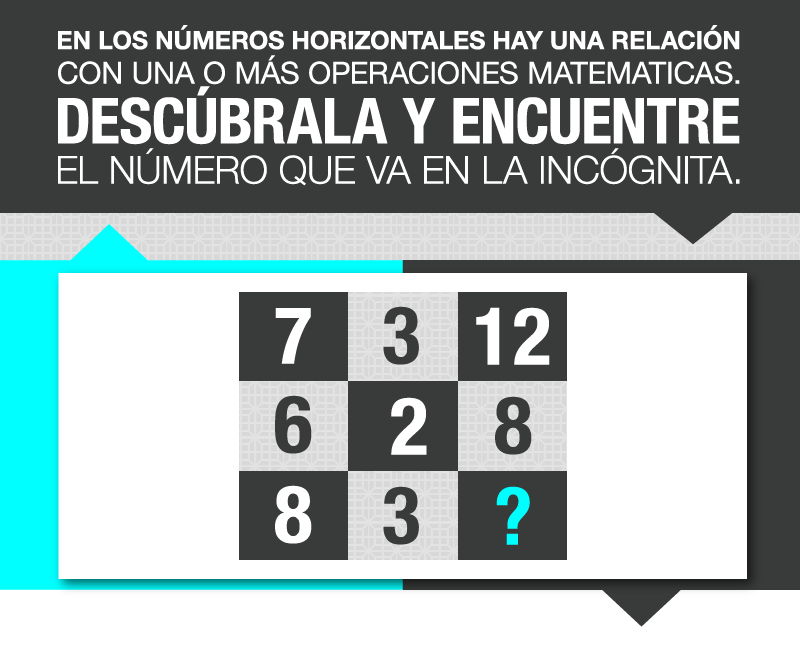 EN LOS NÚMEROS HORIZONTALES HAY UNA RELACIÓN
CON UNA O MÁS OPERACIONES MATEMATICAS.
DESCÚBRALA Y ENCUENTRE
EL NÚMERO QUE VA EN LA INCÓGNITA.
7 3 12
6 2 8
8 3 ?